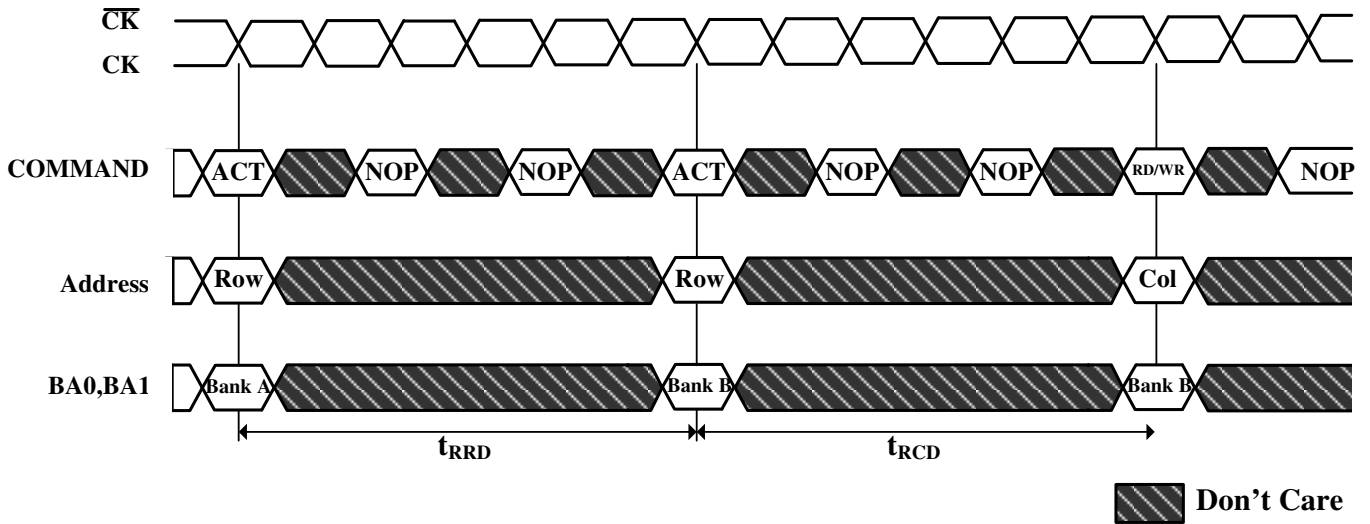 CK
CK
COMMAND ACT NOP NOP ACT NOP NOP RD/WR NOP
Address Row Row Col
BA0,BA1 Bank A Bank B Bank B
tRRD tRCD
Don't Care